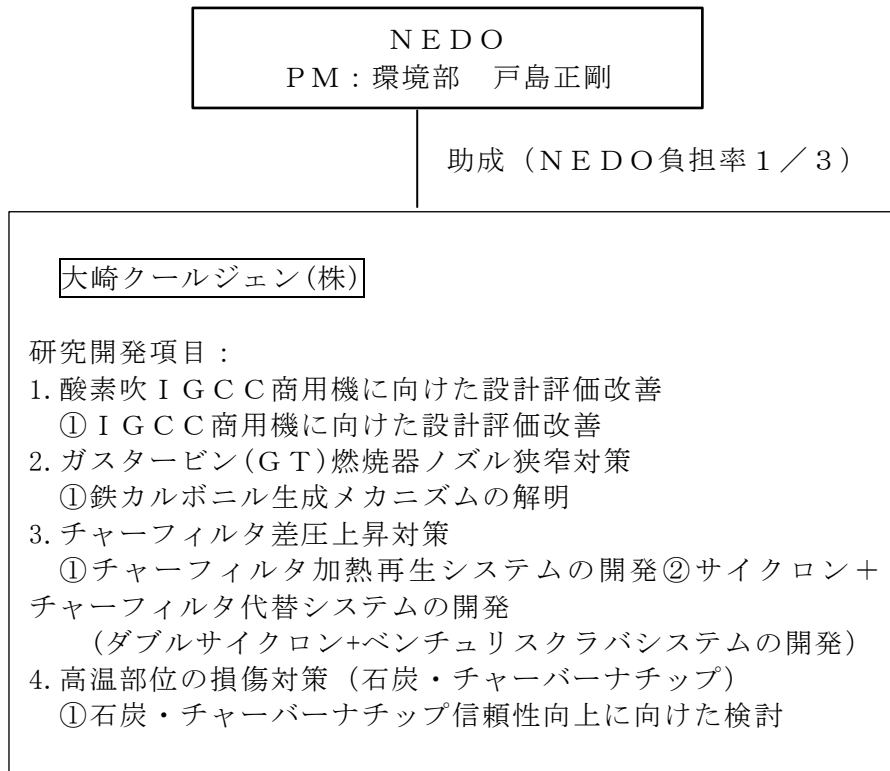 ＮＥＤＯ
ＰＭ：環境部　戸島正剛
助成（ＮＥＤＯ負担率１／３）
大崎クールジェン(株)
研究開発項目：
1.酸素吹ＩＧＣＣ商用機に向けた設計評価改善
①ＩＧＣＣ商用機に向けた設計評価改善
2.ガスタービン(ＧＴ)燃焼器ノズル狭窄対策
①鉄カルボニル生成メカニズムの解明
3.チャーフィルタ差圧上昇対策
①チャーフィルタ加熱再生システムの開発②サイクロン＋
チャーフィルタ代替システムの開発
(ダブルサイクロン+ベンチュリスクラバシステムの開発)
4.高温部位の損傷対策（石炭・チャーバーナチップ）
①石炭・チャーバーナチップ信頼性向上に向けた検討